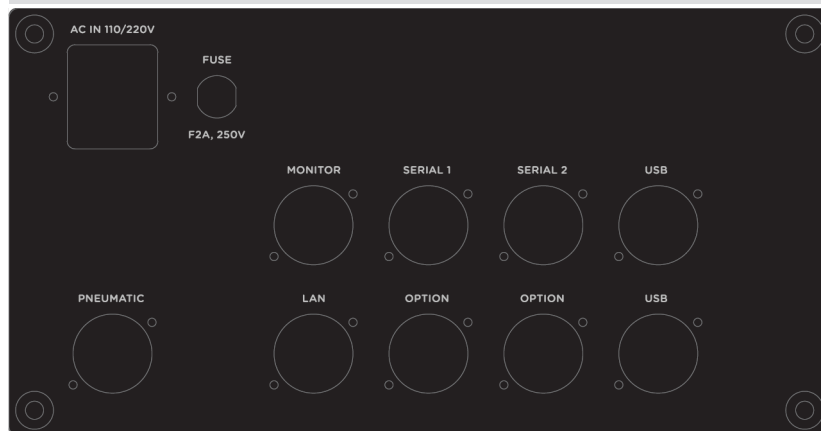 AC IN 110/220V
FUSE
F2A, 250V
MONITOR
SERIAL 1
SERIAL 2
USB
PNEUMATIC
LAN
OPTION
OPTION
USB